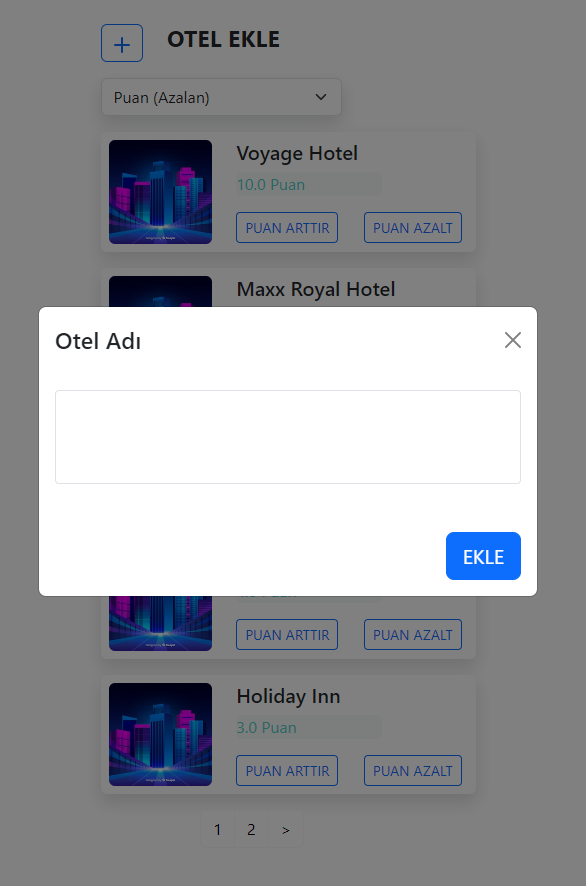 OTEL EKLE
Puan (Azalan)
Voyage Hotel
10.0 Puan
PUAN ARTTIR PUAN AZALT
Maxx Royal Hotel
Otel Adı
EKLE
PUAN ARTTIR PUAN AZALT
Holiday Inn
3.0 Puan
PUAN ARTTIR PUAN AZALT
1 2 >